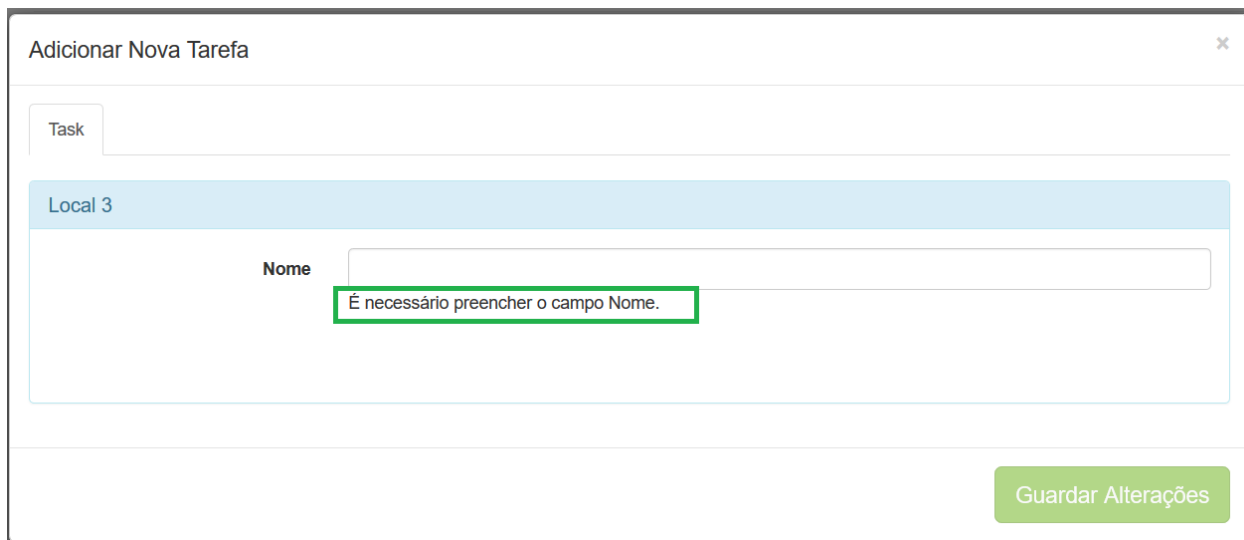 Adicionar Nova Tarefa
×
Task
Local 3
Nome
É necessário preencher o campo Nome.
Guardar Alterações